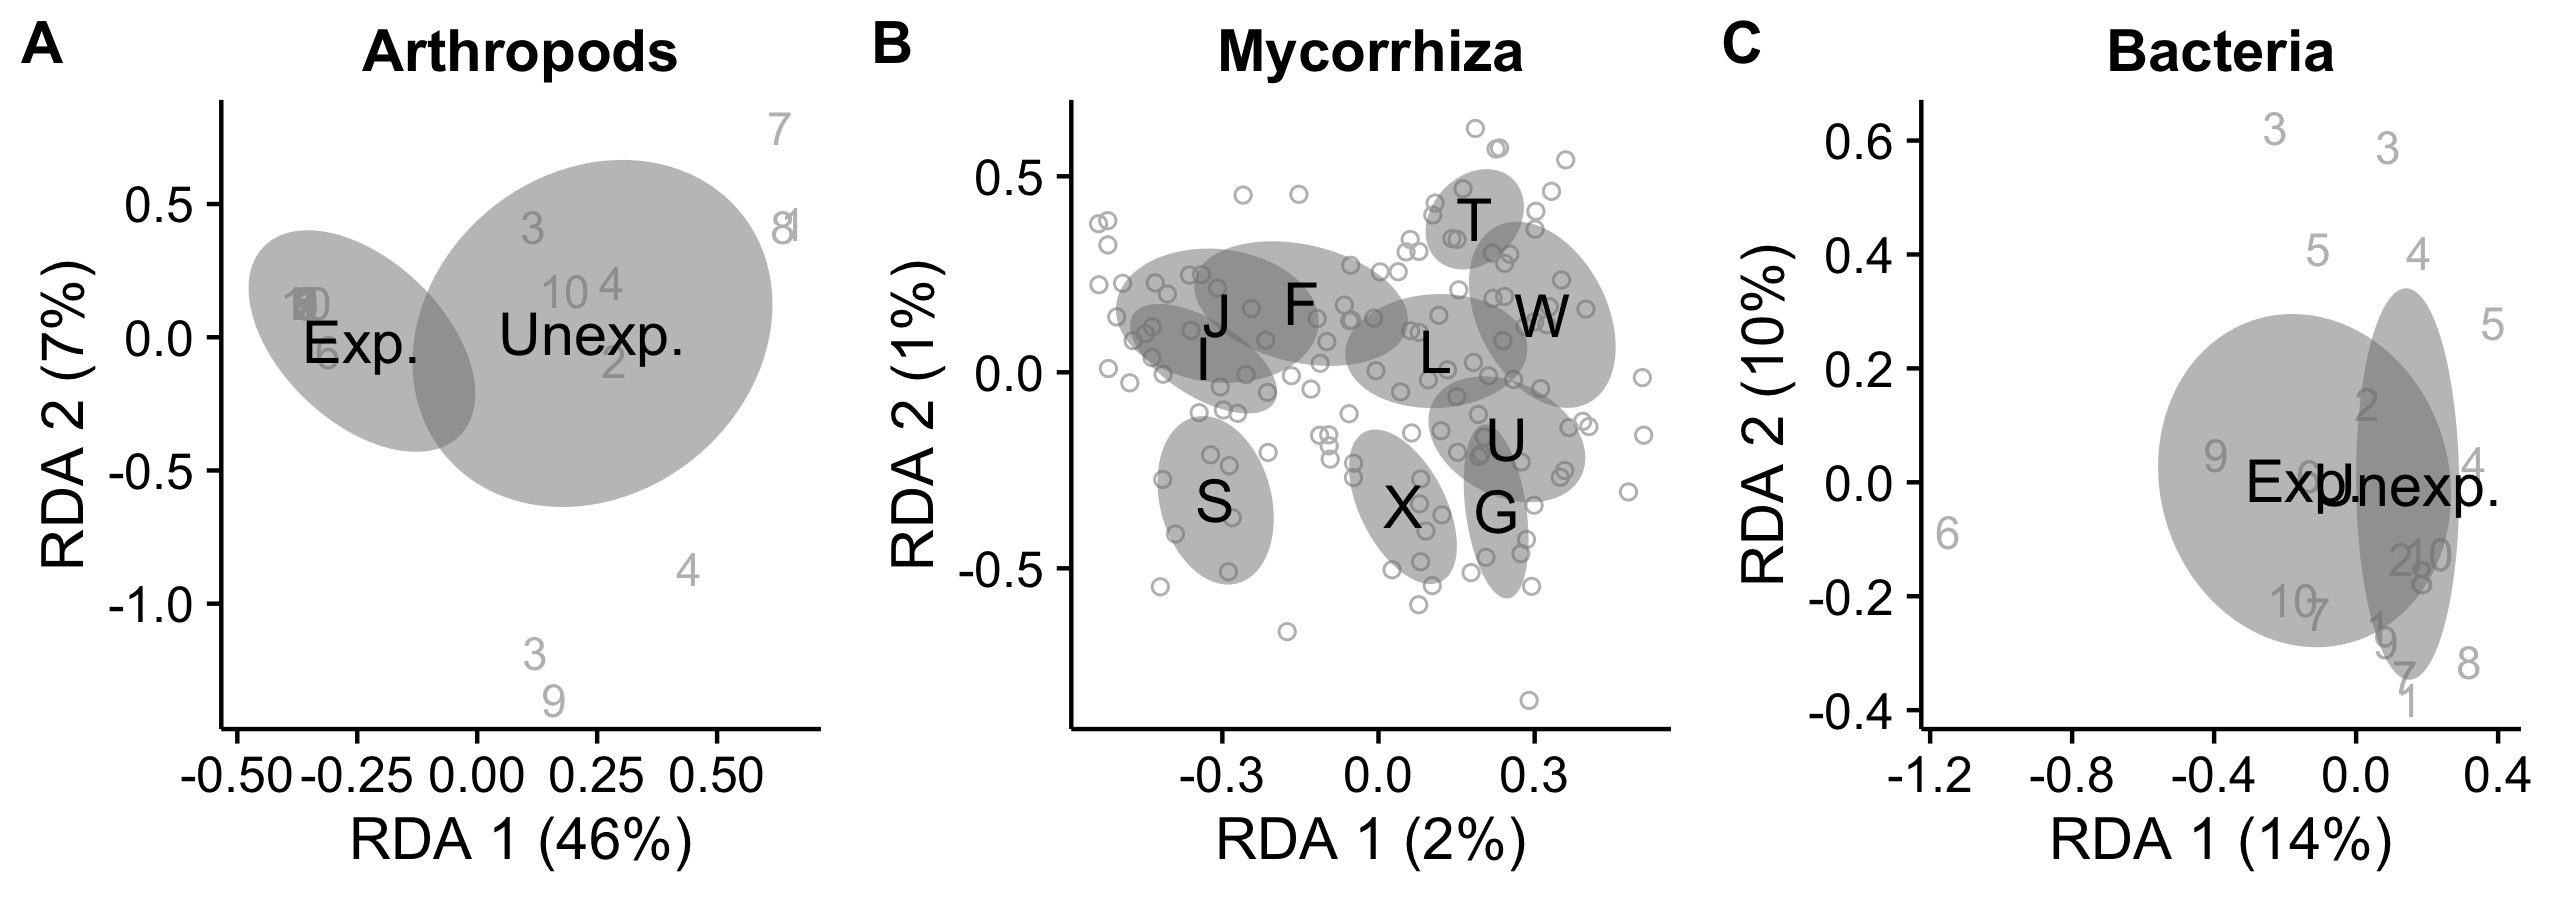 A
Arthropods
0.5
0.0
-0.5
-1.0
RDA 2 (7%)
7
8
1
3
10
4
2
Exp.
Unexp.
6
4
3
9
-0.50
-0.25
0.00
0.25
0.50
RDA 1 (46%)
B
Mycorrhiza
0.5
0.0
-0.5
RDA 2 (1%)
T
F
J
W
L
I
U
S
X
G
-0.3
0.0
0.3
RDA 1 (2%)
C
Bacteria
0.6
0.4
0.2
0.0
-0.2
-0.4
RDA 2 (10%)
3
3
5
4
5
2
9
4
Exp.
Unexp.
6
2
10
8
10
7
1
9
7
8
1
-1.2
-0.8
-0.4
0.0
0.4
RDA 1 (14%)